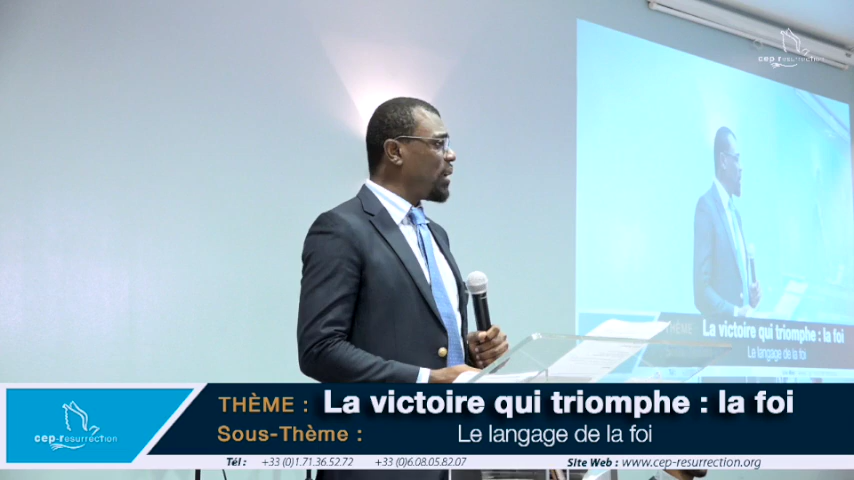 cep-resurrection
THÈME : La victoire qui triomphe : la foi
Le langage de la foi
THÈME : La victoire qui triomphe : la foi
Sous-Thème : Le langage de la foi
cep-resurrection
Tél : +33 (0)1.71.36.52.72 +33 (0)6.08.05.82.07 Site Web : www.cep-resurrection.org